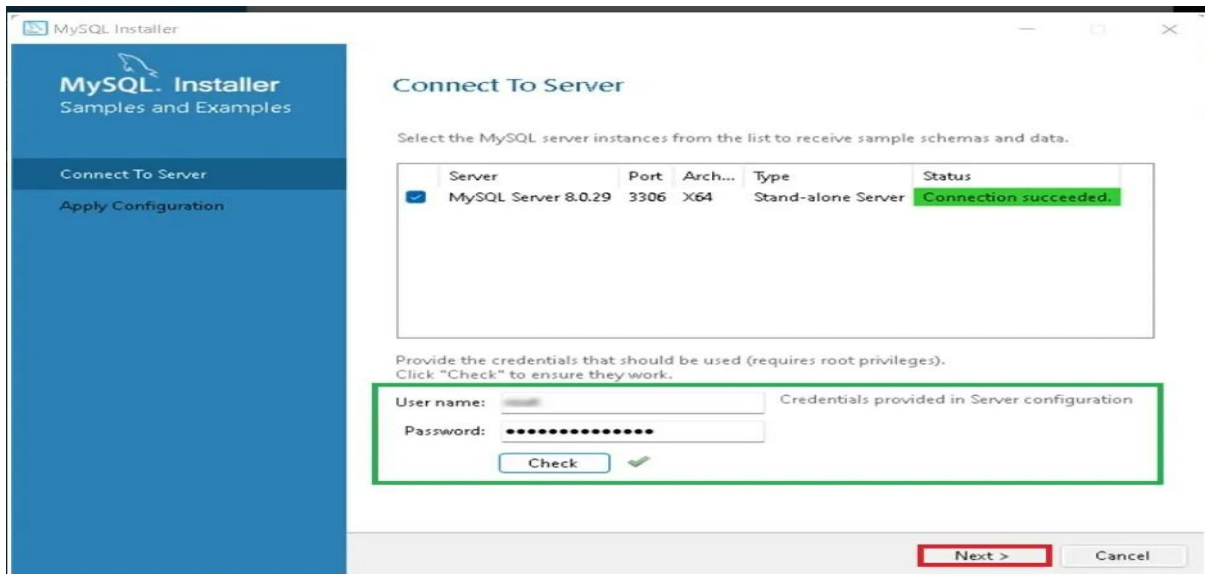 MySQL Installer
MySQL. Installer
Samples and Examples
Connect To Server
Apply Configuration
Connect To Server
Select the MySQL server instances from the list to receive sample schemas and data.
Server Port Arch... Type Status
MySQL Server 8.0.29 3306 X64 Stand-alone Server Connection succeeded.
Provide the credentials that should be used (requires root privileges).
Click "Check" to ensure they work.
User name: Credentials provided in Server configuration
Password: ••••••••••••••
Check
Next > Cancel